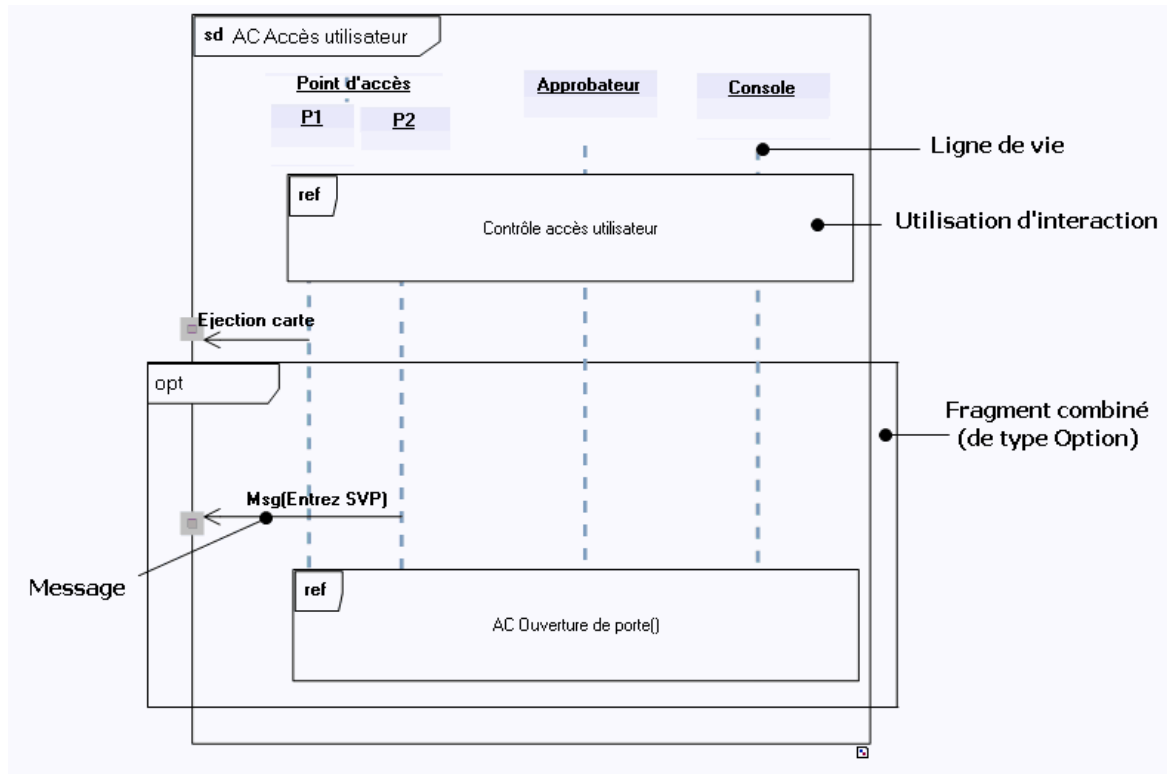 sd AC Accès utilisateur
Point d'accès
P1
P2
Approbateur
Console
Ligne de vie
ref
Contrôle accès utilisateur
Utilisation d'interaction
Ejection carte
opt
Fragment combiné
(de type Option)
Msg(Entrez SVP)
Message
ref
AC Ouverture de porte()